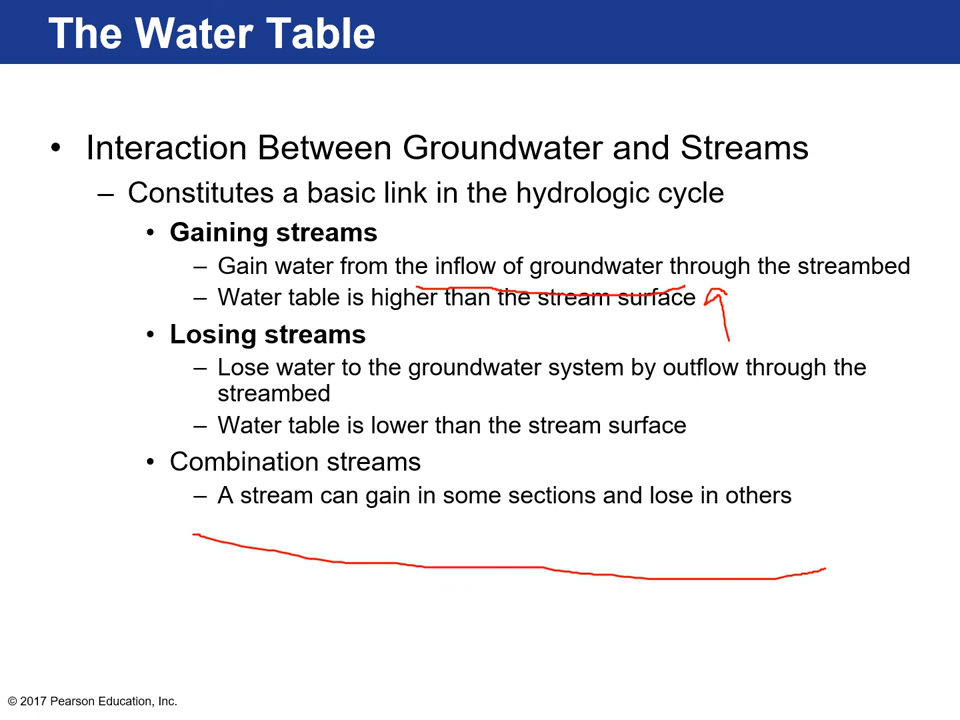 The Water Table
• Interaction Between Groundwater and Streams
– Constitutes a basic link in the hydrologic cycle
• Gaining streams
– Gain water from the inflow of groundwater through the streambed
– Water table is higher than the stream surface
• Losing streams
– Lose water to the groundwater system by outflow through the
streambed
– Water table is lower than the stream surface
• Combination streams
– A stream can gain in some sections and lose in others
© 2017 Pearson Education, Inc.